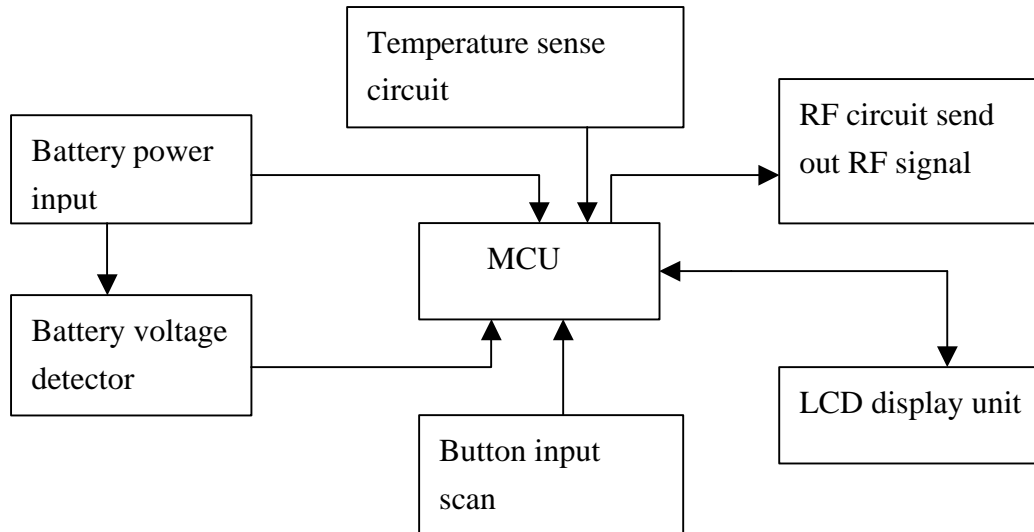 Temperature sense
circuit
RF circuit send
out RF signal
Battery power
input
MCU
Battery voltage
detector
LCD display unit
Button input
scan